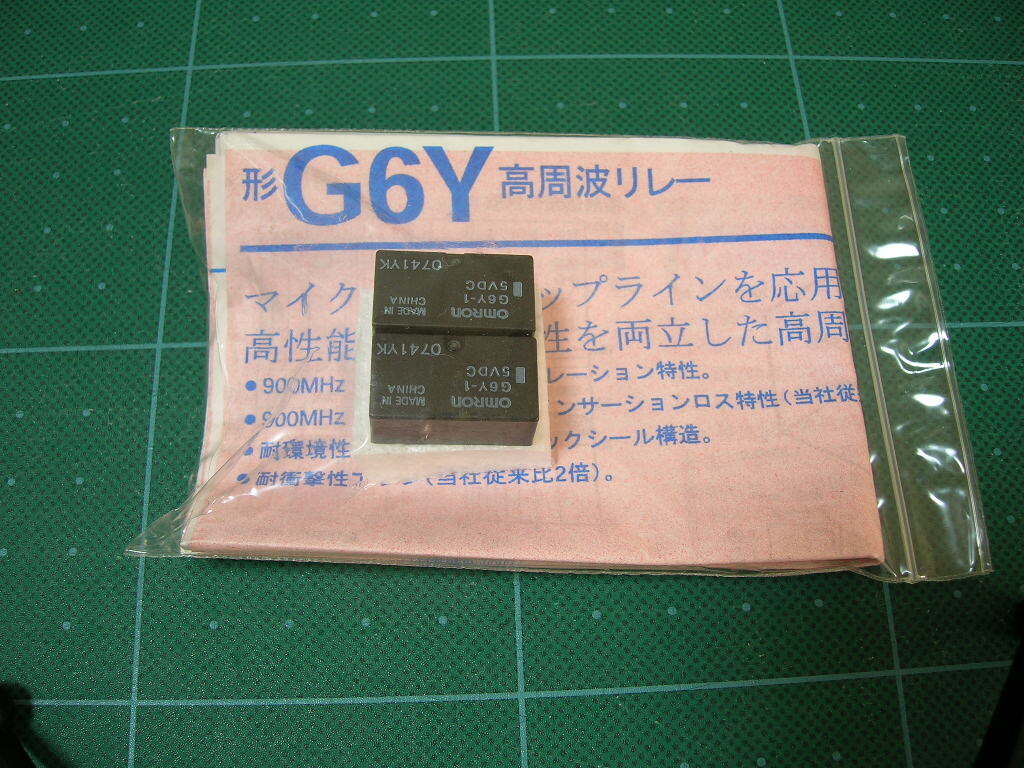 形G6Y高周波リレー
マイク ップラインを応用
高性能 性を両立した高周
●900MHz レーション特性。
●900MHz ンサーションロス特性(当社従
●耐環境性 ックシール構造。
●耐衝撃性 (当社従来比2倍)。
OMRON
G6Y-1
5VDC
MADE IN
CHINA
0741YK
OMRON
G6Y-1
5VDC
MADE IN
CHINA
0741YK